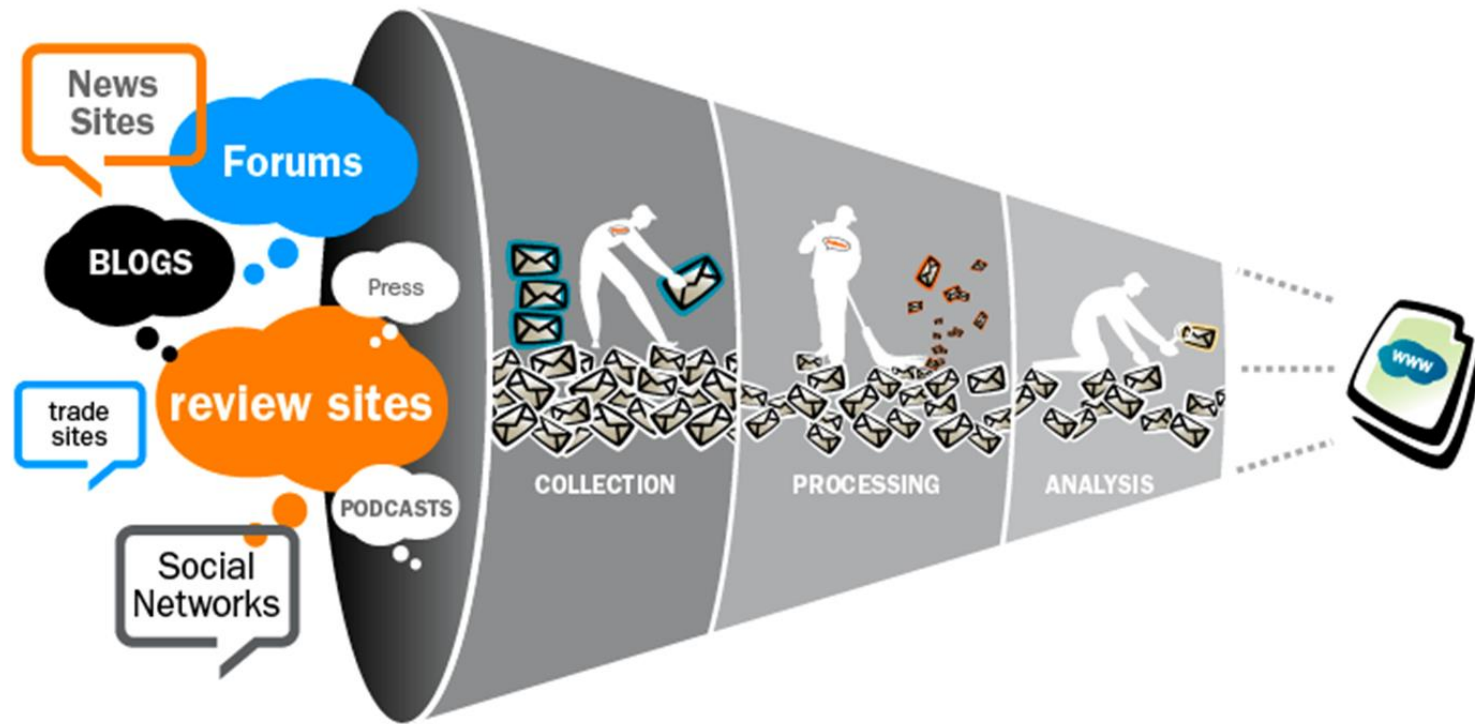 News
Sites
Forums
BLOGS
Press
review sites
trade
sites
PODCASTS
Social
Networks
COLLECTION
PROCESSING
ANALYSIS
WWW